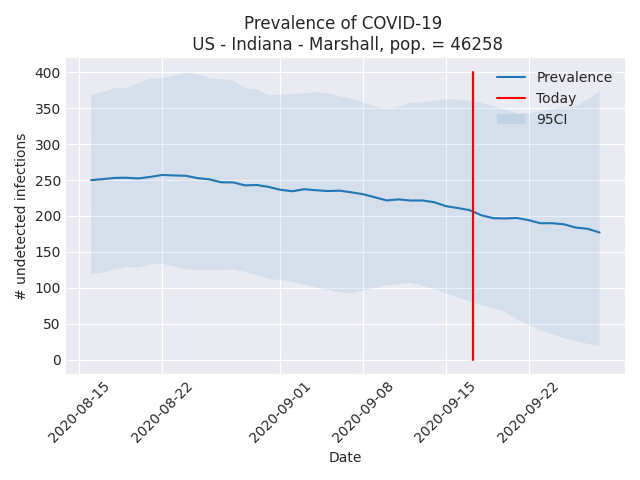 Prevalence of COVID-19
US - Indiana - Marshall, pop. = 46258
Prevalence
Today
95CI
400
350
300
250
200
150
100
50
0
# undetected infections
2020-08-15
2020-08-22
2020-09-01
2020-09-08
2020-09-15
2020-09-22
Date